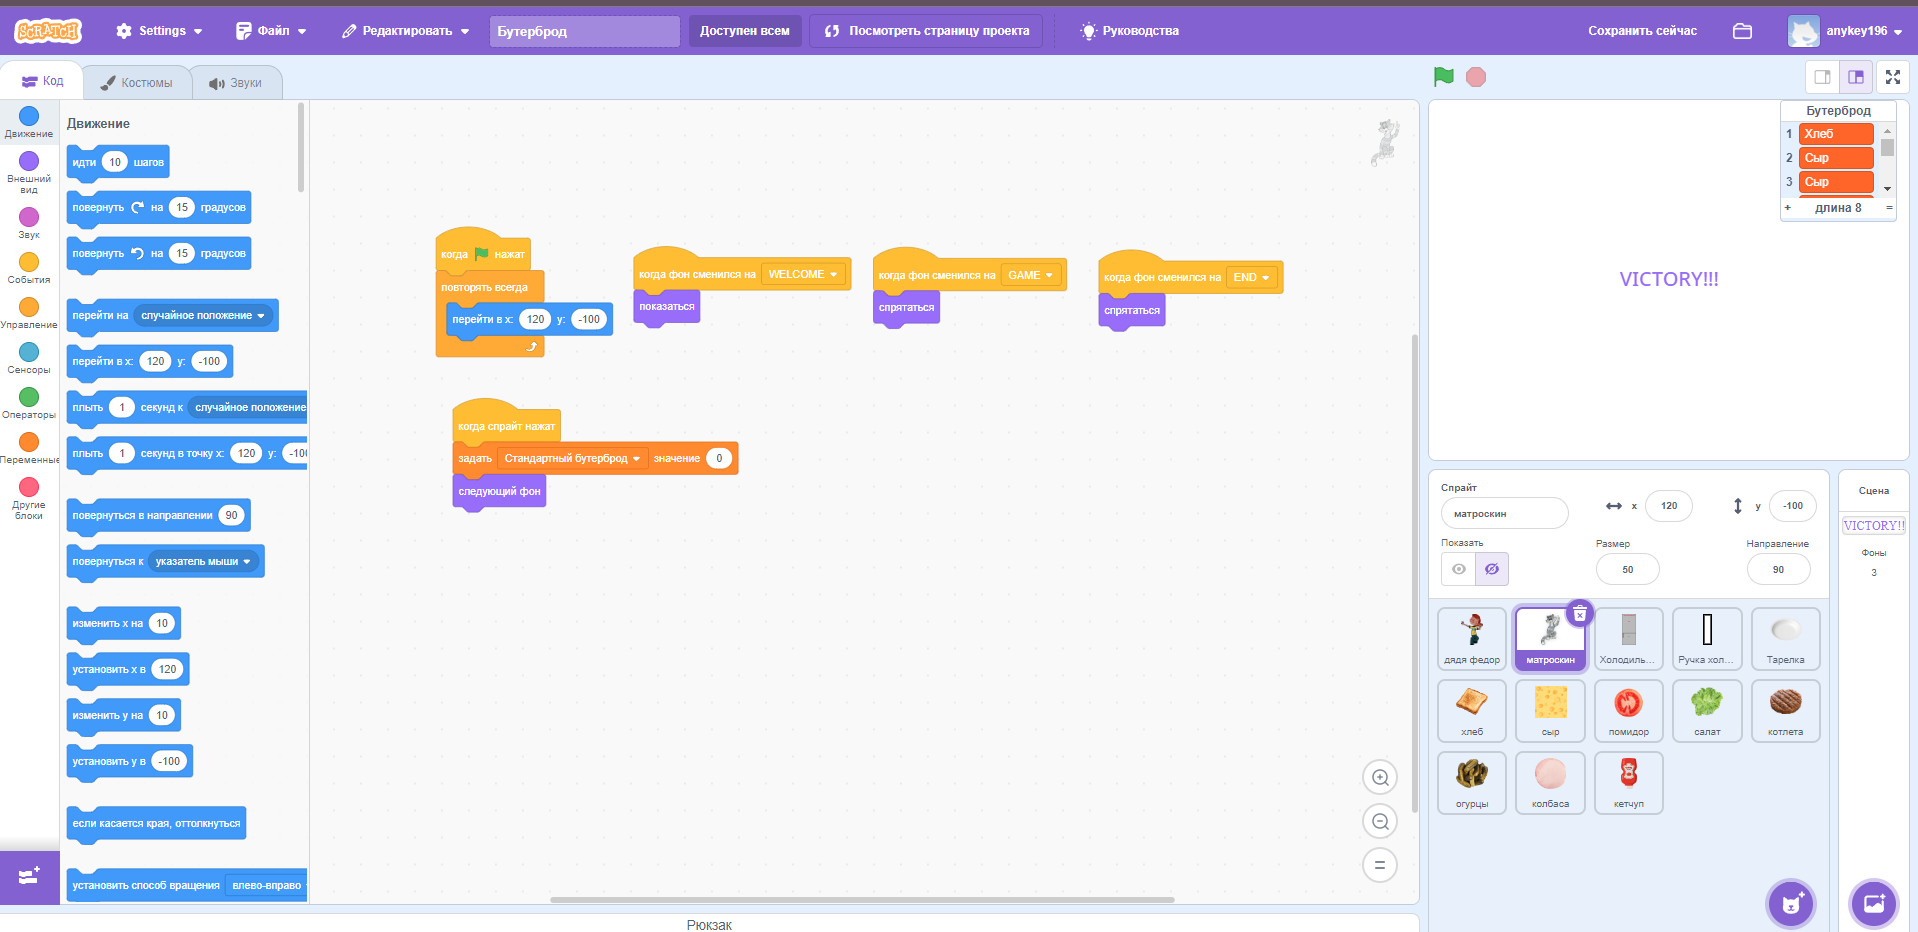 SCRATCH
Settings
Файл
Редактировать
Бутерброд
Доступен всем
Посмотреть страницу проекта
Руководства
Сохранить сейчас
anykey196
Код
Костюмы
Звуки
Движение
Внешний вид
Звук
События
Управление
Сенсоры
Операторы
Переменные
Другие блоки
Движение
идти 10 шагов
повернуть на 15 градусов
повернуть на 15 градусов
перейти на случайное положение
перейти в x: 120 y: -100
плыть 1 секунд к случайное положение
плыть 1 секунд в точку x: 120 y: -100
повернуться в направлении 90
повернуться к указатель мыши
изменить x на 10
установить x в 120
изменить y на 10
установить y в -100
если касается края, оттолкнуться
установить способ вращения влево-вправо
когда нажат
повторять всегда
перейти в x: 120 y: -100
когда фон сменился на WELCOME
показаться
когда фон сменился на GAME
спрятаться
когда фон сменился на END
спрятаться
когда спрайт нажат
задать Стандартный бутерброд значение 0
следующий фон
Рюкзак
Бутерброд
1 Хлеб
2 Сыр
3 Сыр
+ длина 8 =
VICTORY!!!
Спрайт
матроскин
x 120
y -100
Показать
Размер
50
Направление
90
дядя федор
матроскин
Холодиль...
Ручка хол...
Тарелка
хлеб
сыр
помидор
салат
котлета
огурцы
колбаса
кетчуп
Сцена
VICTORY!!
Фоны
3